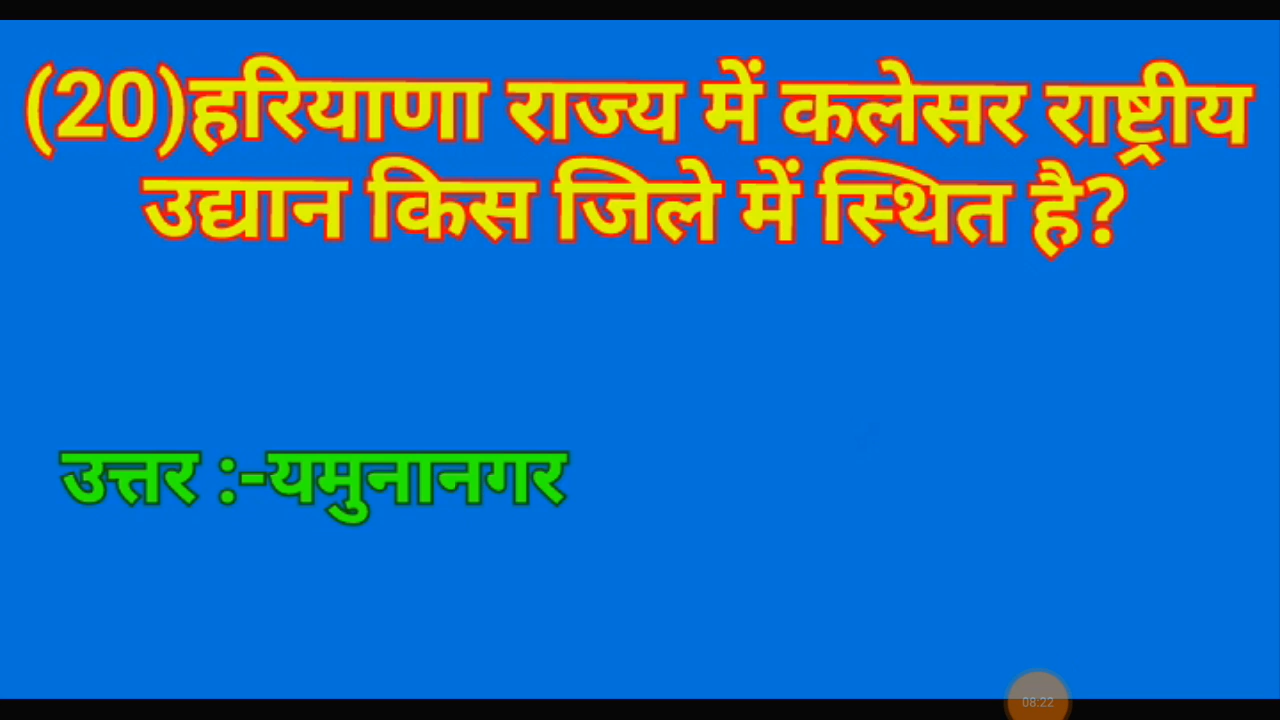 (20)हरियाणा राज्य में कलेसर राष्ट्रीय
उद्यान किस जिले में स्थित है?
उत्तर :-यमुनानगर
08:22